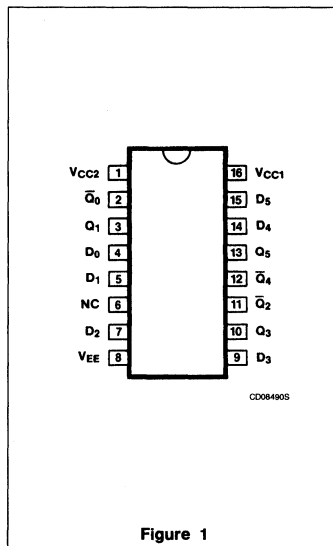 VCC2 1 16 VCC1
Q̅0 2 15 D5
Q1 3 14 D4
D0 4 13 Q5
D1 5 12 Q̅4
NC 6 11 Q̅2
D2 7 10 Q3
VEE 8 9 D3
CD08490S
Figure 1